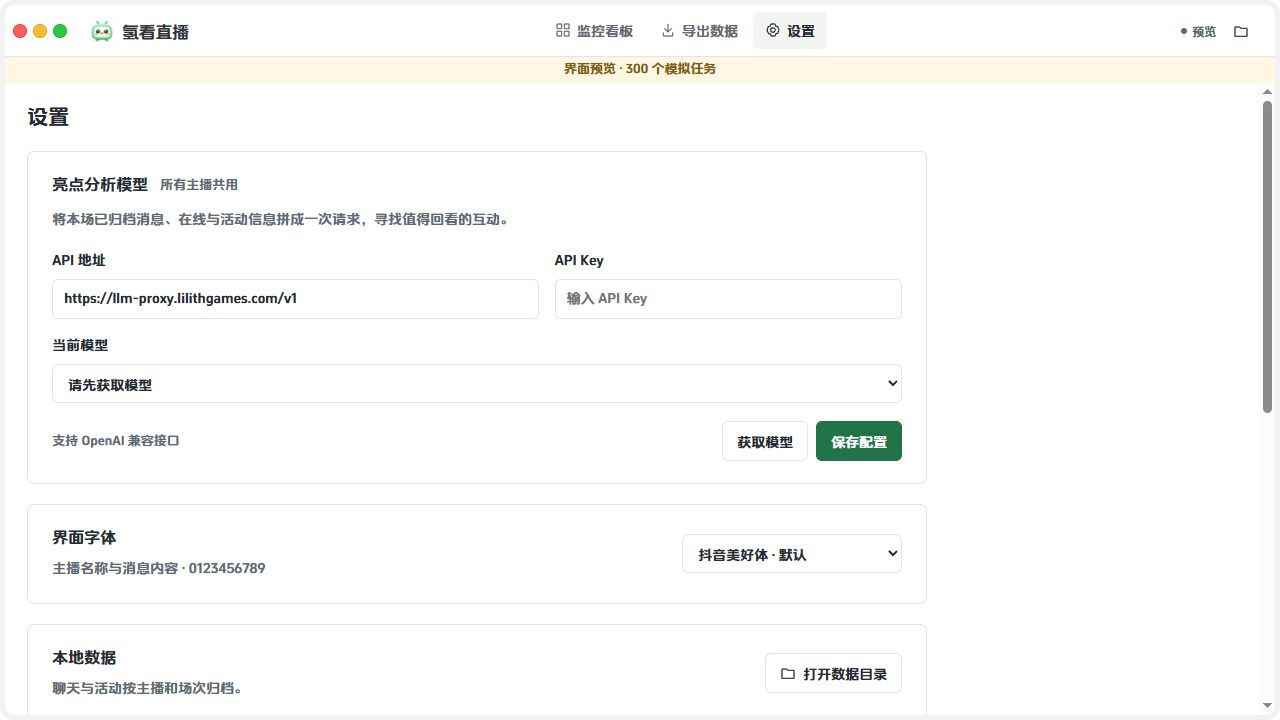 氢看直播
监控看板
导出数据
设置
预览
界面预览 · 300 个模拟任务
设置
亮点分析模型 所有主播共用
将本场已归档消息、在线与活动信息拼成一次请求，寻找值得回看的互动。
API 地址
API Key
https://llm-proxy.lilithgames.com/v1
输入 API Key
当前模型
请先获取模型
支持 OpenAI 兼容接口
获取模型
保存配置
界面字体
主播名称与消息内容 · 0123456789
抖音美好体 · 默认
本地数据
聊天与活动按主播和场次归档。
打开数据目录